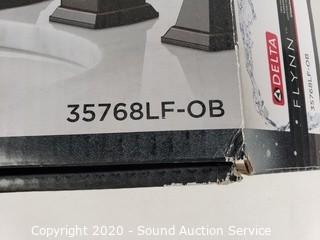 35768LF-OB
DELTA
FLYNN
35768LF-OB
Copyright 2020 - Sound Auction Service